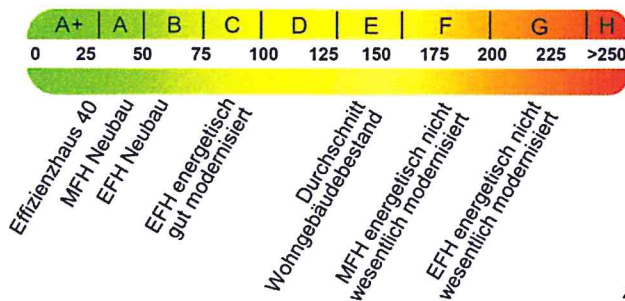 A+ A B C D E F G H
0 25 50 75 100 125 150 175 200 225 >250
Effizienzhaus 40
MFH Neubau
EFH Neubau
EFH energetisch
gut modernisiert
Durchschnitt
Wohngebäudebestand
MFH energetisch nicht
wesentlich modernisiert
EFH energetisch nicht
wesentlich modernisiert